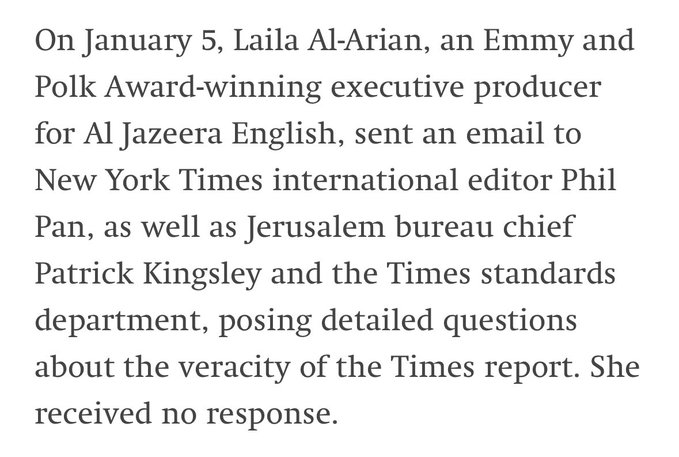 On January 5, Laila Al-Arian, an Emmy and
Polk Award-winning executive producer
for Al Jazeera English, sent an email to
New York Times international editor Phil
Pan, as well as Jerusalem bureau chief
Patrick Kingsley and the Times standards
department, posing detailed questions
about the veracity of the Times report. She
received no response.